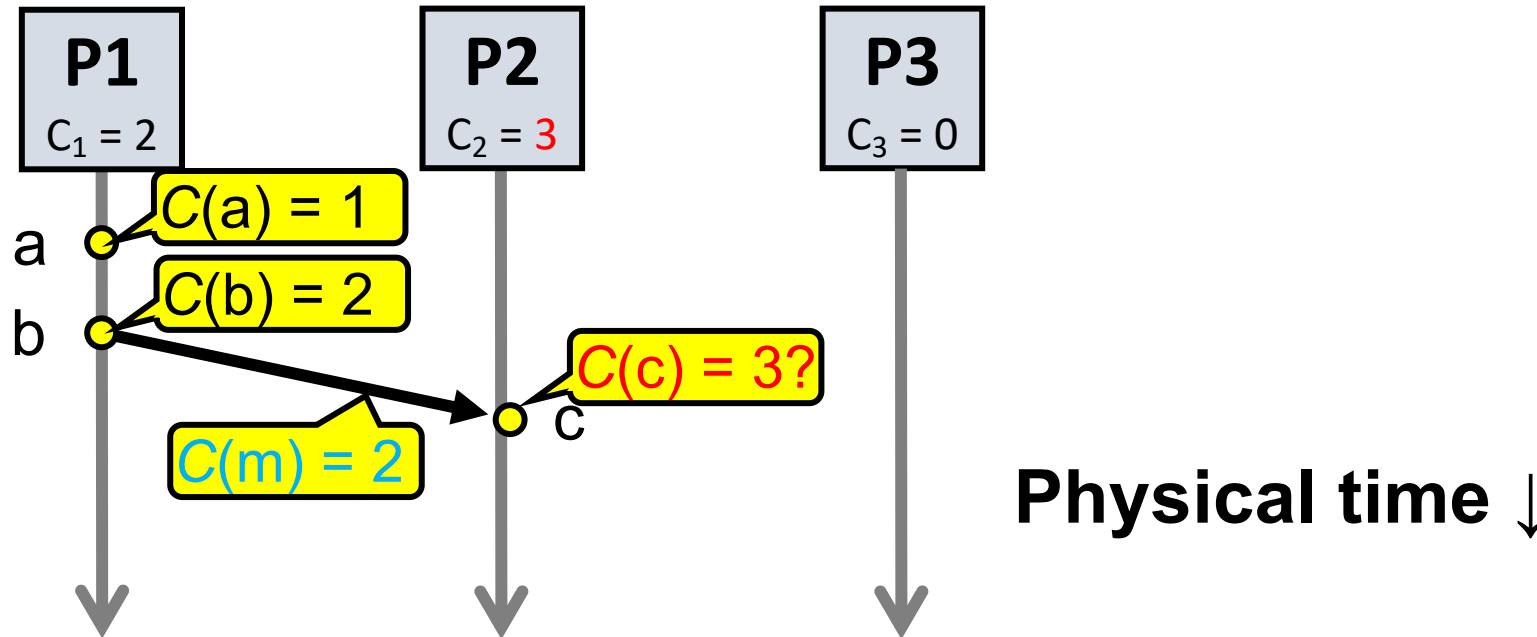 P1
C₁ = 2
P2
C₂ = 3
P3
C₃ = 0
a
C(a) = 1
b
C(b) = 2
C(c) = 3?
c
C(m) = 2
Physical time ↓